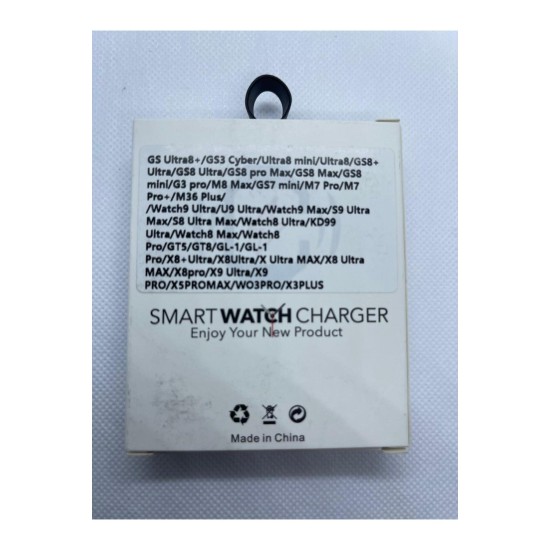 GS Ultra8+/GS3 Cyber/Ultra8 mini/Ultra8/GS8+
Ultra/GS8 Ultra/GS8 pro Max/GS8 Max/GS8
mini/G3 pro/M8 Max/GS7 mini/M7 Pro/M7
Pro+/M36 Plus/
/Watch9 Ultra/U9 Ultra/Watch9 Max/S9 Ultra
Max/S8 Ultra Max/Watch8 Ultra/KD99
Ultra/Watch8 Max/Watch8
Pro/GT5/GT8/GL-1/GL-1
Pro/X8+Ultra/X8Ultra/X Ultra MAX/X8 Ultra
MAX/X8pro/X9 Ultra/X9
PRO/X5PROMAX/WO3PRO/X3PLUS
SMART WATCH CHARGER
Enjoy Your New Product
Made in China